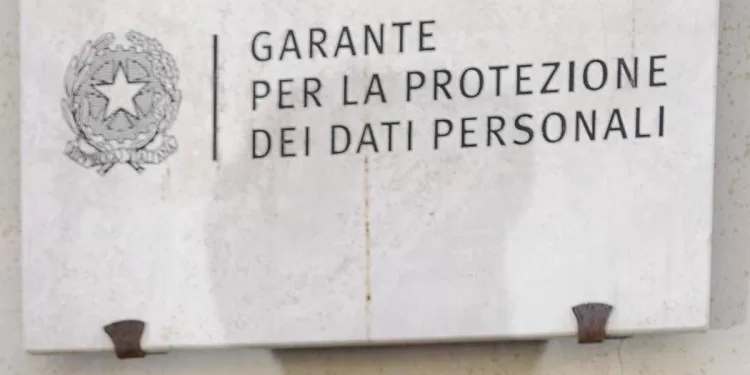 GARANTE
PER LA PROTEZIONE
DEI DATI PERSONALI